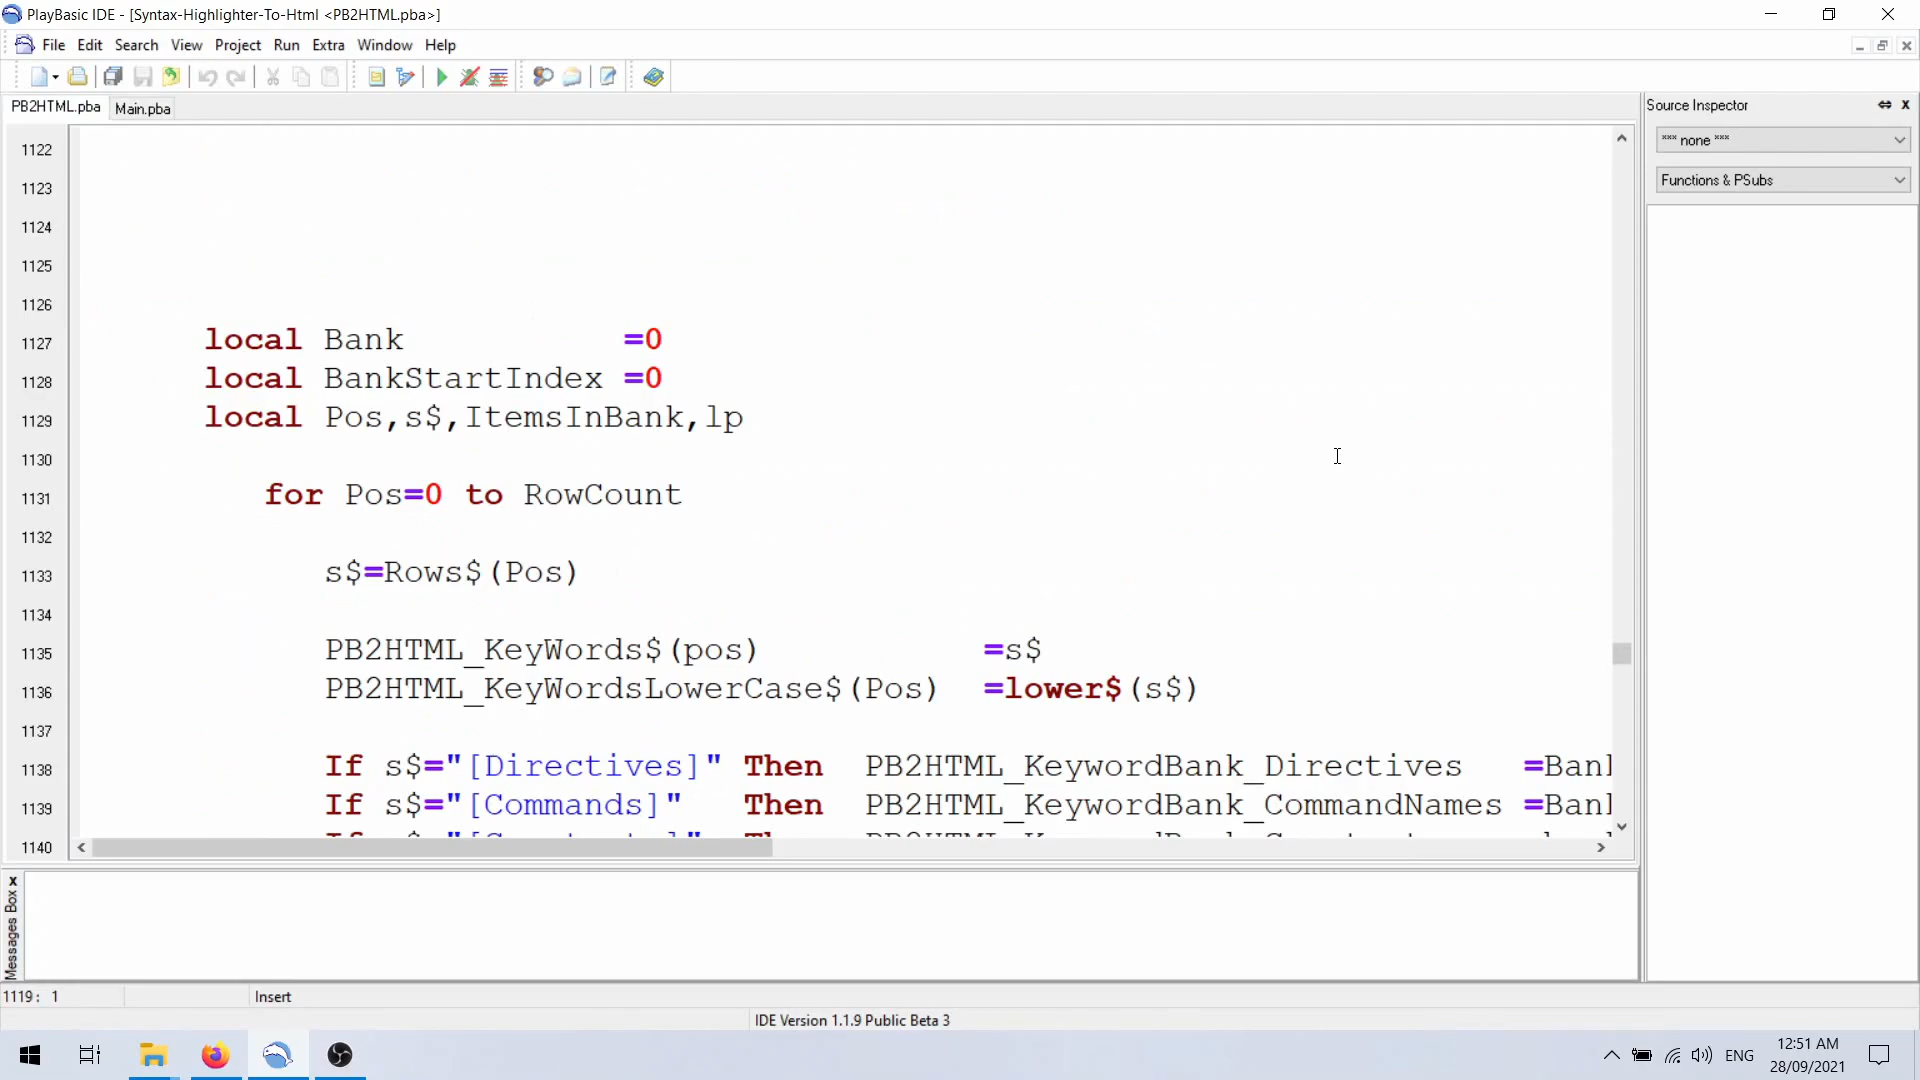 PlayBasic IDE - [Syntax-Highlighter-To-Html <PB2HTML.pba>]
File Edit Search View Project Run Extra Window Help
PB2HTML.pba Main.pba
Source Inspector
*** none ***
Functions & PSubs
1122
1123
1124
1125
1126
1127 local Bank =0
1128 local BankStartIndex =0
1129 local Pos,s$,ItemsInBank,lp
1130
1131 for Pos=0 to RowCount
1132
1133 s$=Rows$(Pos)
1134
1135 PB2HTML_KeyWords$(pos) =s$
1136 PB2HTML_KeyWordsLowerCase$(Pos) =lower$(s$)
1137
1138 If s$="[Directives]" Then PB2HTML_KeywordBank_Directives =Ban
1139 If s$="[Commands]" Then PB2HTML_KeywordBank_CommandNames =Ban
1140
Messages Box
1119: 1 Insert
IDE Version 1.1.9 Public Beta 3
ENG
12:51 AM
28/09/2021